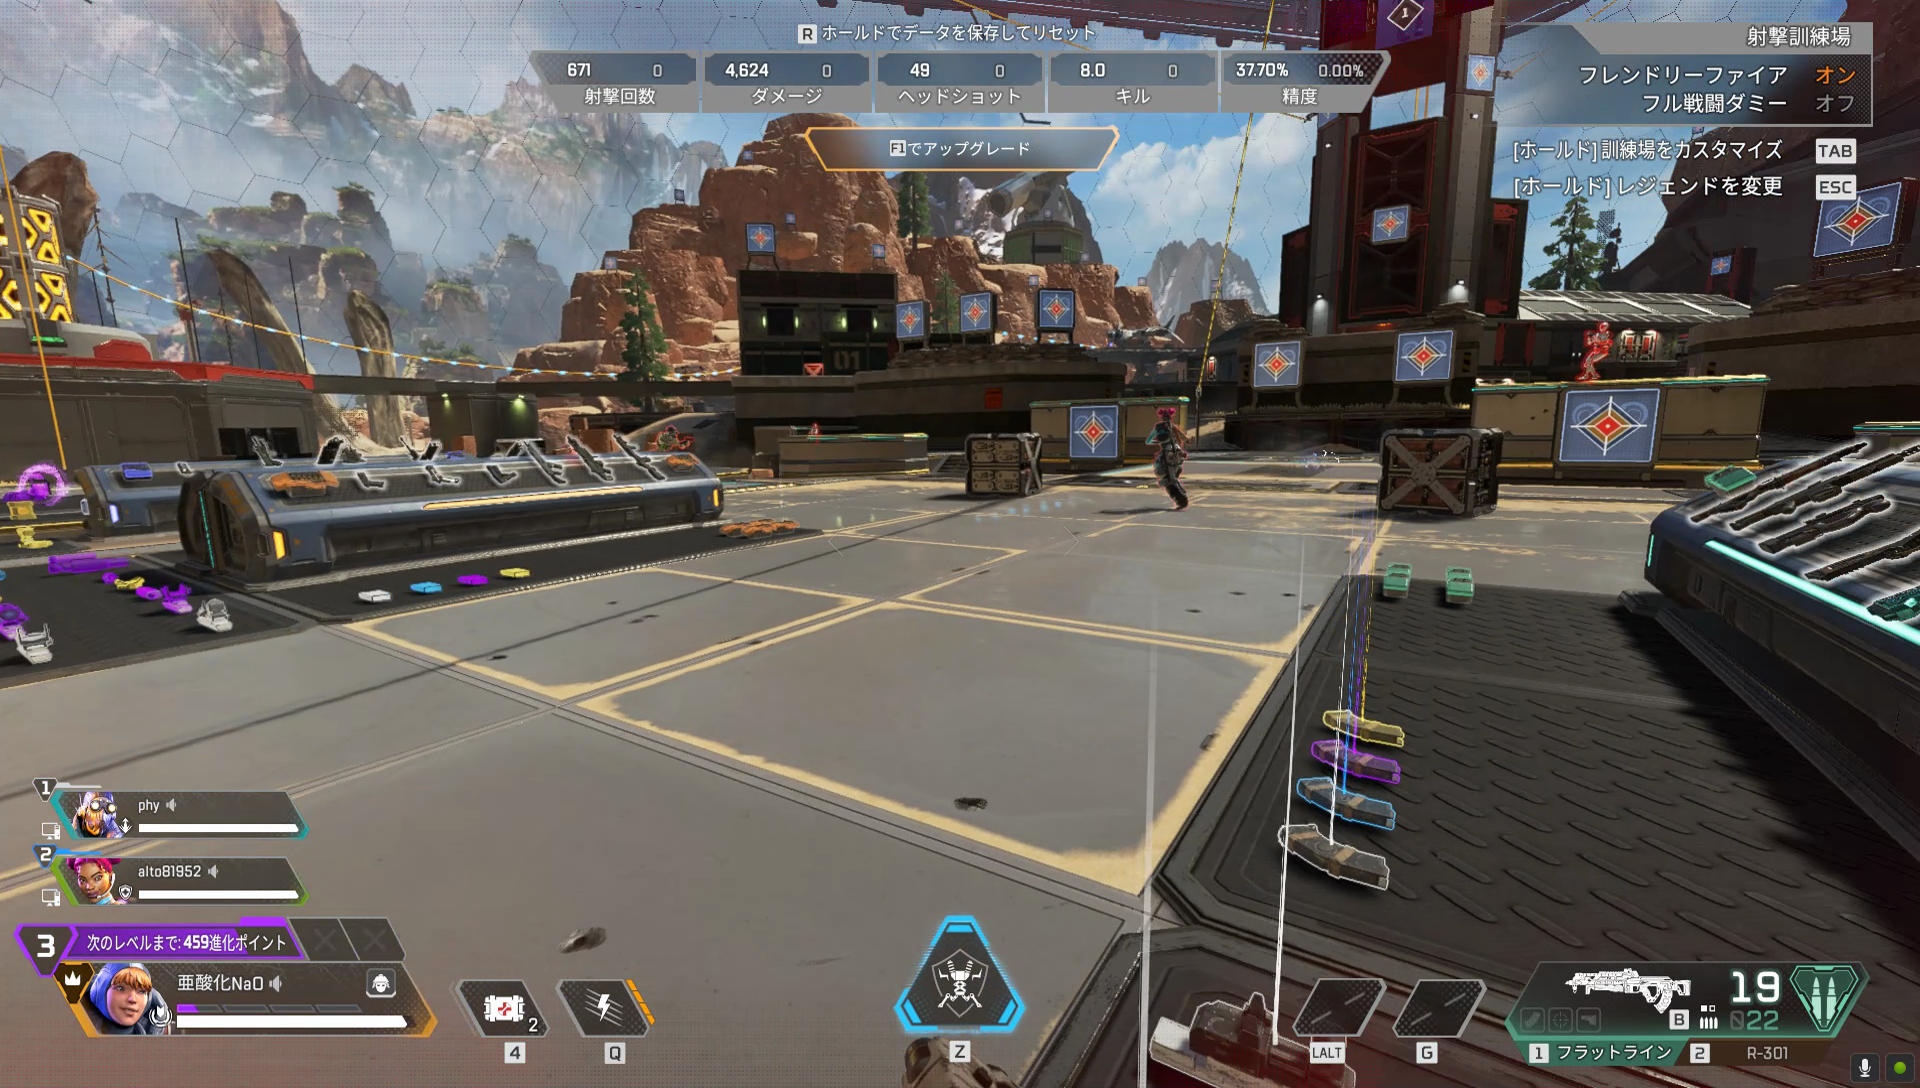 R ホールドでデータを保存してリセット
671 0 4,624 0 49 0 8.0 0 37.70% 0.00%
射撃回数 ダメージ ヘッドショット キル 精度
1
射撃訓練場
フレンドリーファイア オン
フル戦闘ダミー オフ
[ホールド]訓練場をカスタマイズ TAB
[ホールド]レジェンドを変更 ESC
F1でアップグレード
01
1
phy
2
alto81952
3 次のレベルまで:459進化ポイント
亜酸化NaO
2
4 Q Z LALT G
19
B 022
1 フラットライン 2 R-301